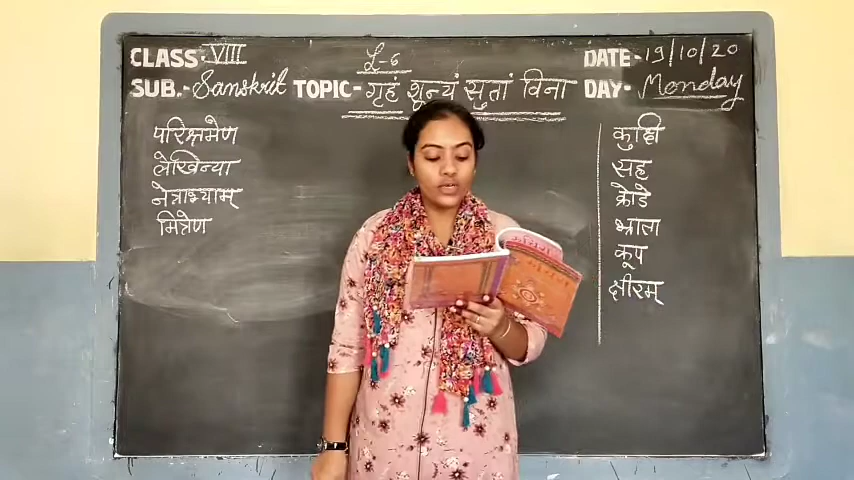 CLASS - VIII
L-6
DATE - 19/10/20
SUB. - Sanskrit TOPIC - गृहं शून्यं सुतां विना DAY - Monday
परिश्रमेण
लेखिन्या
नेत्राभ्याम्
मित्रेण
सह
क्रोडे
भ्राता
कूप
क्षीरम्